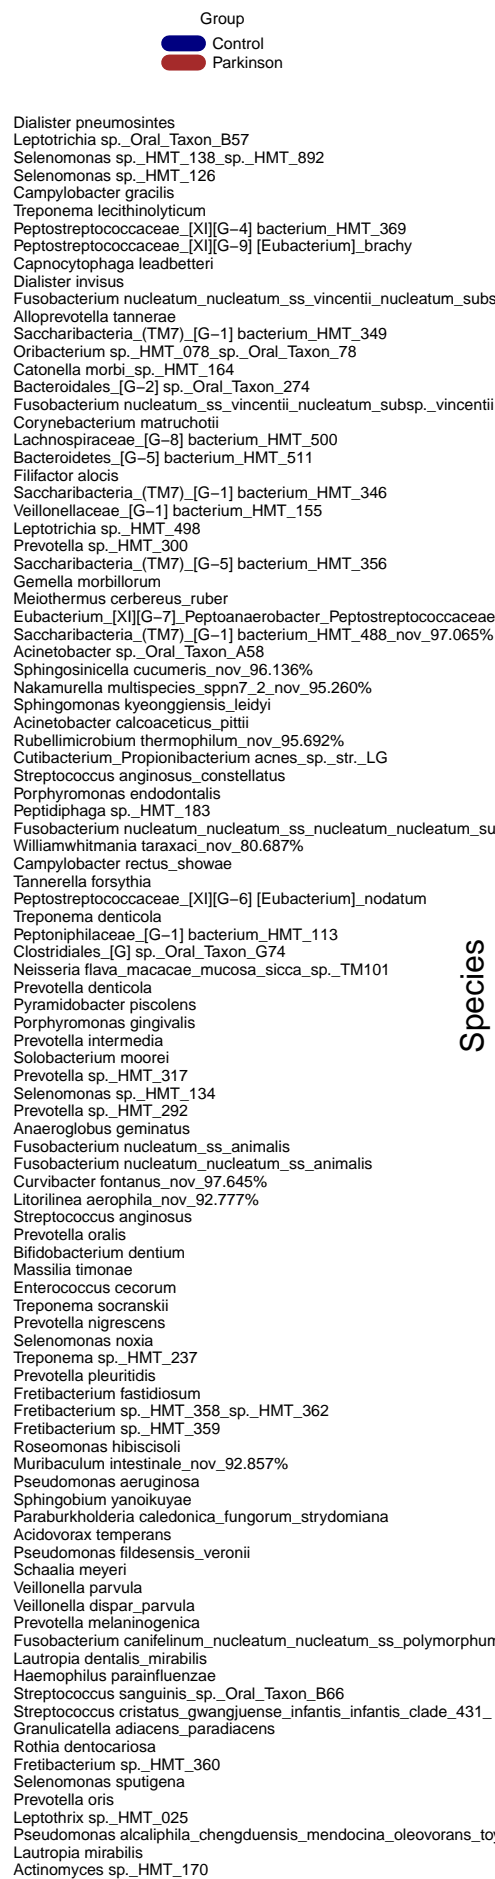 Group
Control
Parkinson
Dialister pneumosintes
Leptotrichia sp._Oral_Taxon_B57
Selenomonas sp._HMT_138_sp._HMT_892
Selenomonas sp._HMT_126
Campylobacter gracilis
Treponema lecithinolyticum
Peptostreptococcaceae_[XI][G−4] bacterium_HMT_369
Peptostreptococcaceae_[XI][G−9] [Eubacterium]_brachy
Capnocytophaga leadbetteri
Dialister invisus
Fusobacterium nucleatum_nucleatum_ss_vincentii_nucleatum_subs
Alloprevotella tannerae
Saccharibacteria_(TM7)_[G−1] bacterium_HMT_349
Oribacterium sp._HMT_078_sp._Oral_Taxon_78
Catonella morbi_sp._HMT_164
Bacteroidales_[G−2] sp._Oral_Taxon_274
Fusobacterium nucleatum_ss_vincentii_nucleatum_subsp._vincentii
Corynebacterium matruchotii
Lachnospiraceae_[G−8] bacterium_HMT_500
Bacteroidetes_[G−5] bacterium_HMT_511
Filifactor alocis
Saccharibacteria_(TM7)_[G−1] bacterium_HMT_346
Veillonellaceae_[G−1] bacterium_HMT_155
Leptotrichia sp._HMT_498
Prevotella sp._HMT_300
Saccharibacteria_(TM7)_[G−5] bacterium_HMT_356
Gemella morbillorum
Meiothermus cerbereus_ruber
Eubacterium_[XI][G−7]_Peptoanaerobacter_Peptostreptococcaceae
Saccharibacteria_(TM7)_[G−1] bacterium_HMT_488_nov_97.065%
Acinetobacter sp._Oral_Taxon_A58
Sphingosinicella cucumeris_nov_96.136%
Nakamurella multispecies_sppn7_2_nov_95.260%
Sphingomonas kyeonggiensis_leidyi
Acinetobacter calcoaceticus_pittii
Rubellimicrobium thermophilum_nov_95.692%
Cutibacterium_Propionibacterium acnes_sp._str._LG
Streptococcus anginosus_constellatus
Porphyromonas endodontalis
Peptidiphaga sp._HMT_183
Fusobacterium nucleatum_nucleatum_ss_nucleatum_nucleatum_su
Williamwhitmania taraxaci_nov_80.687%
Campylobacter rectus_showae
Tannerella forsythia
Peptostreptococcaceae_[XI][G−6] [Eubacterium]_nodatum
Treponema denticola
Peptoniphilaceae_[G−1] bacterium_HMT_113
Clostridiales_[G] sp._Oral_Taxon_G74
Neisseria flava_macacae_mucosa_sicca_sp._TM101
Prevotella denticola
Pyramidobacter piscolens
Porphyromonas gingivalis
Prevotella intermedia
Solobacterium moorei
Prevotella sp._HMT_317
Selenomonas sp._HMT_134
Prevotella sp._HMT_292
Anaeroglobus geminatus
Fusobacterium nucleatum_ss_animalis
Fusobacterium nucleatum_nucleatum_ss_animalis
Curvibacter fontanus_nov_97.645%
Litorilinea aerophila_nov_92.777%
Streptococcus anginosus
Prevotella oralis
Bifidobacterium dentium
Massilia timonae
Enterococcus cecorum
Treponema socranskii
Prevotella nigrescens
Selenomonas noxia
Treponema sp._HMT_237
Prevotella pleuritidis
Fretibacterium fastidiosum
Fretibacterium sp._HMT_358_sp._HMT_362
Fretibacterium sp._HMT_359
Roseomonas hibiscisoli
Muribaculum intestinale_nov_92.857%
Pseudomonas aeruginosa
Sphingobium yanoikuyae
Paraburkholderia caledonica_fungorum_strydomiana
Acidovorax temperans
Pseudomonas fildesensis_veronii
Schaalia meyeri
Veillonella parvula
Veillonella dispar_parvula
Prevotella melaninogenica
Fusobacterium canifelinum_nucleatum_nucleatum_ss_polymorphum
Lautropia dentalis_mirabilis
Haemophilus parainfluenzae
Streptococcus sanguinis_sp._Oral_Taxon_B66
Streptococcus cristatus_gwangjuense_infantis_infantis_clade_431_
Granulicatella adiacens_paradiacens
Rothia dentocariosa
Fretibacterium sp._HMT_360
Selenomonas sputigena
Prevotella oris
Leptothrix sp._HMT_025
Pseudomonas alcaliphila_chengduensis_mendocina_oleovorans_toy
Lautropia mirabilis
Actinomyces sp._HMT_170
Species